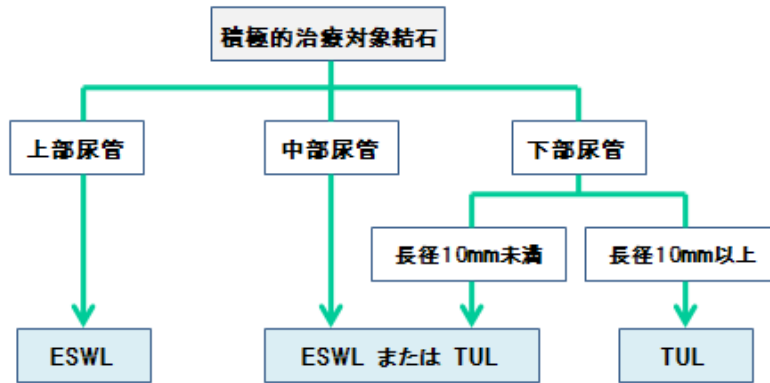 積極的治療対象結石
上部尿管
中部尿管
下部尿管
長径10mm未満
長径10mm以上
ESWL
ESWL または TUL
TUL